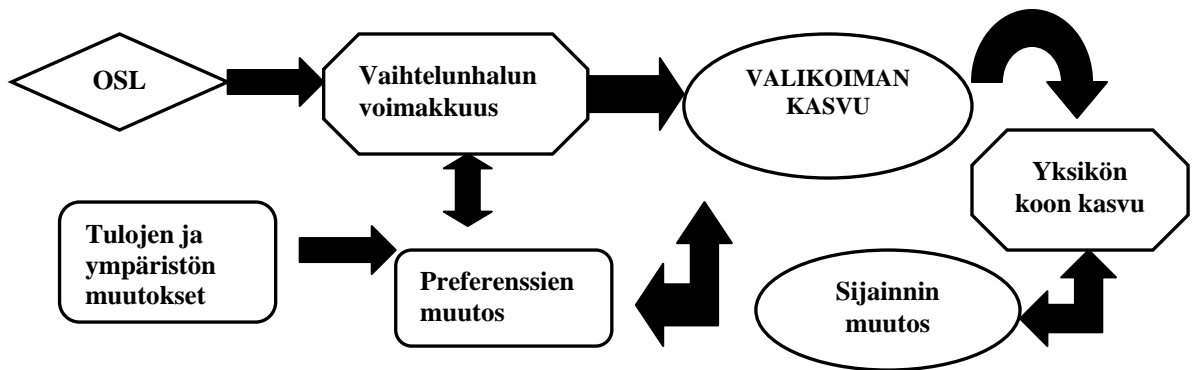 OSL
Vaihtelunhalun
voimakkuus
VALIKOIMAN
KASVU
Yksikön
koon kasvu
Tulojen ja
ympäristön
muutokset
Preferenssien
muutos
Sijainnin
muutos